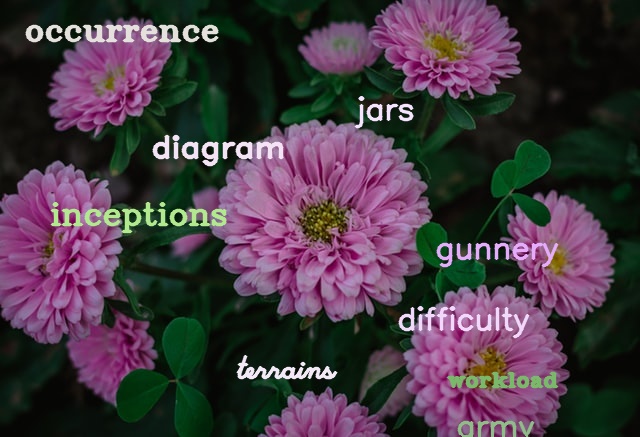 occurrence
jars
diagram
inceptions
gunnery
difficulty
terrains
workload
army